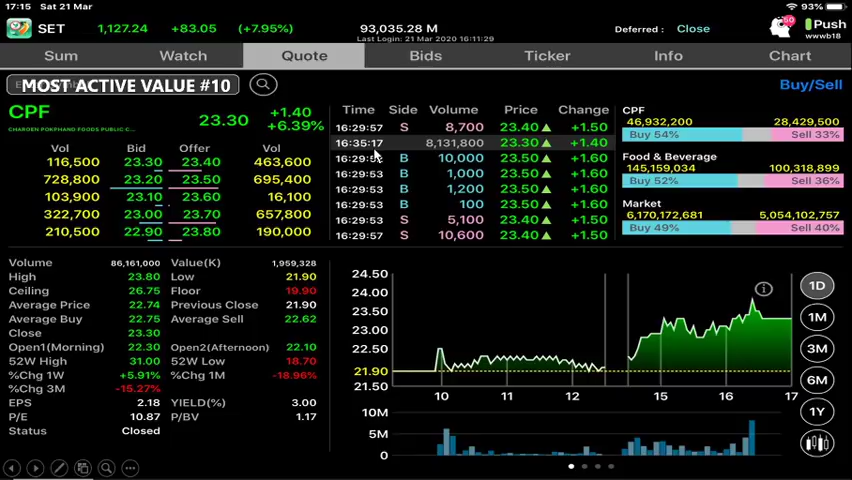 17:15 Sat 21 Mar 93%
SET 1,127.24 +83.05 (+7.95%) 93,035.28 M Deferred : Close 50 Push
Last Login: 21 Mar 2020 16:11:29 wwwb18
Sum Watch Quote Bids Ticker Info Chart
MOST ACTIVE VALUE #10 Buy/Sell
CPF 23.30 +1.40
CHAROEN POKPHAND FOODS PUBLIC C... +6.39%
Vol Bid Offer Vol
116,500 23.30 23.40 463,600
728,800 23.20 23.50 695,400
103,900 23.10 23.60 16,100
322,700 23.00 23.70 657,800
210,500 22.90 23.80 190,000
Time Side Volume Price Change
16:29:57 S 8,700 23.40 ▲ +1.50
16:35:17 8,131,800 23.30 ▲ +1.40
B 10,000 23.50 ▲ +1.60
16:29:53 B 1,000 23.50 ▲ +1.60
16:29:53 B 1,200 23.50 ▲ +1.60
16:29:53 B 100 23.50 ▲ +1.60
16:29:53 S 5,100 23.40 ▲ +1.50
16:29:57 S 10,600 23.40 ▲ +1.50
CPF
46,932,200 28,429,500
Buy 54% Sell 33%
Food & Beverage
145,159,034 100,318,899
Buy 52% Sell 36%
Market
6,170,172,681 5,054,102,757
Buy 49% Sell 40%
Volume 86,161,000 Value(K) 1,959,328
High 23.80 Low 21.90
Ceiling 26.75 Floor 19.90
Average Price 22.74 Previous Close 21.90
Average Buy 22.75 Average Sell 22.62
Close 23.30
Open1(Morning) 22.30 Open2(Afternoon) 22.10
52W High 31.00 52W Low 18.70
%Chg 1W +5.91% %Chg 1M -18.96%
%Chg 3M -15.27%
EPS 2.18 YIELD(%) 3.00
P/E 10.87 P/BV 1.17
Status Closed
24.50
24.00
23.50
23.00
22.50
21.90
21.50
10 11 12 15 16 17
10M
5M
0
1D
1M
3M
6M
1Y